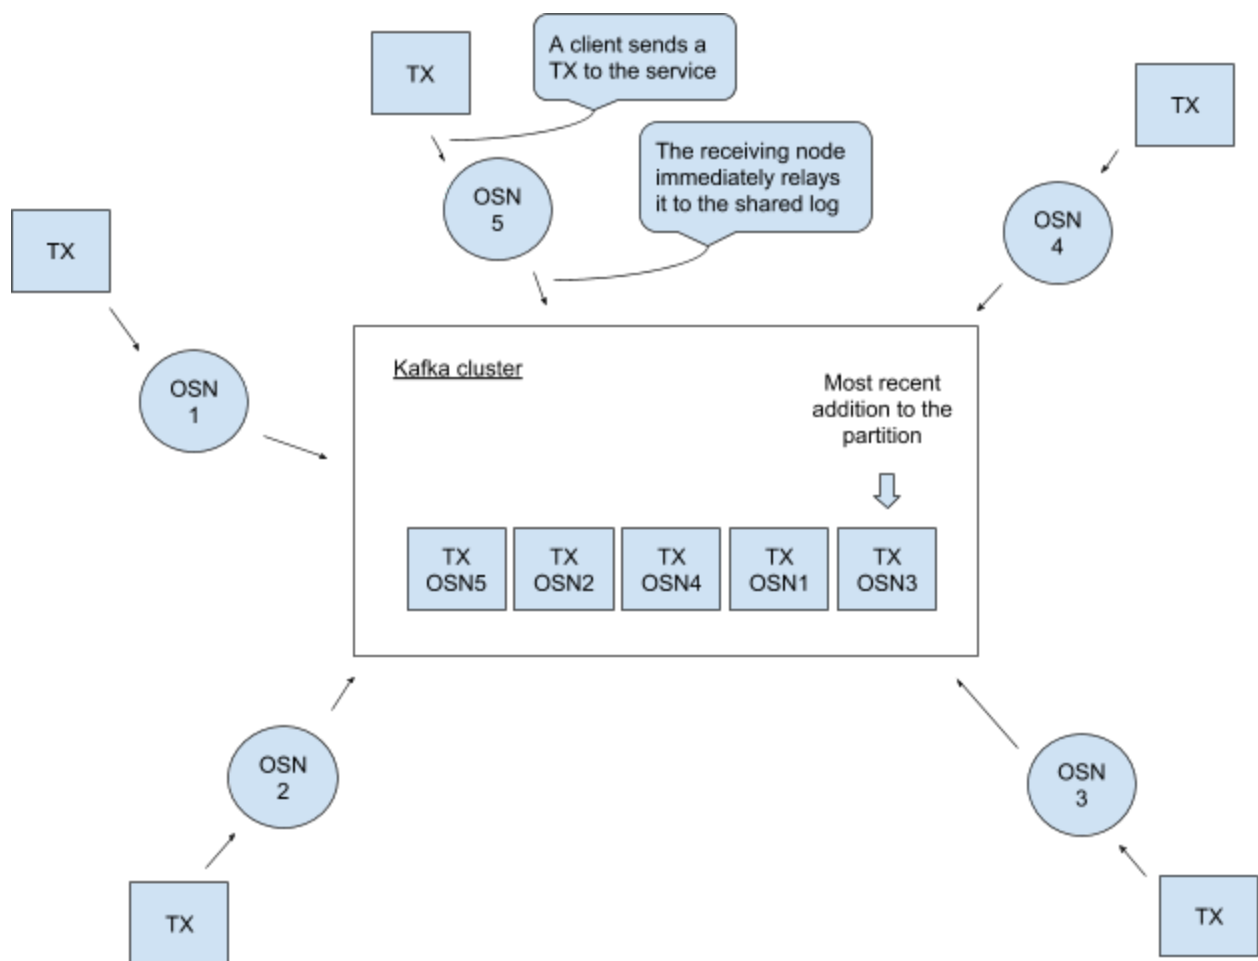 TX
A client sends a
TX to the service
TX
The receiving node
immediately relays
it to the shared log
OSN
5
OSN
4
TX
OSN
1
Kafka cluster
Most recent
addition to the
partition
TX
OSN5
TX
OSN2
TX
OSN4
TX
OSN1
TX
OSN3
OSN
2
OSN
3
TX
TX